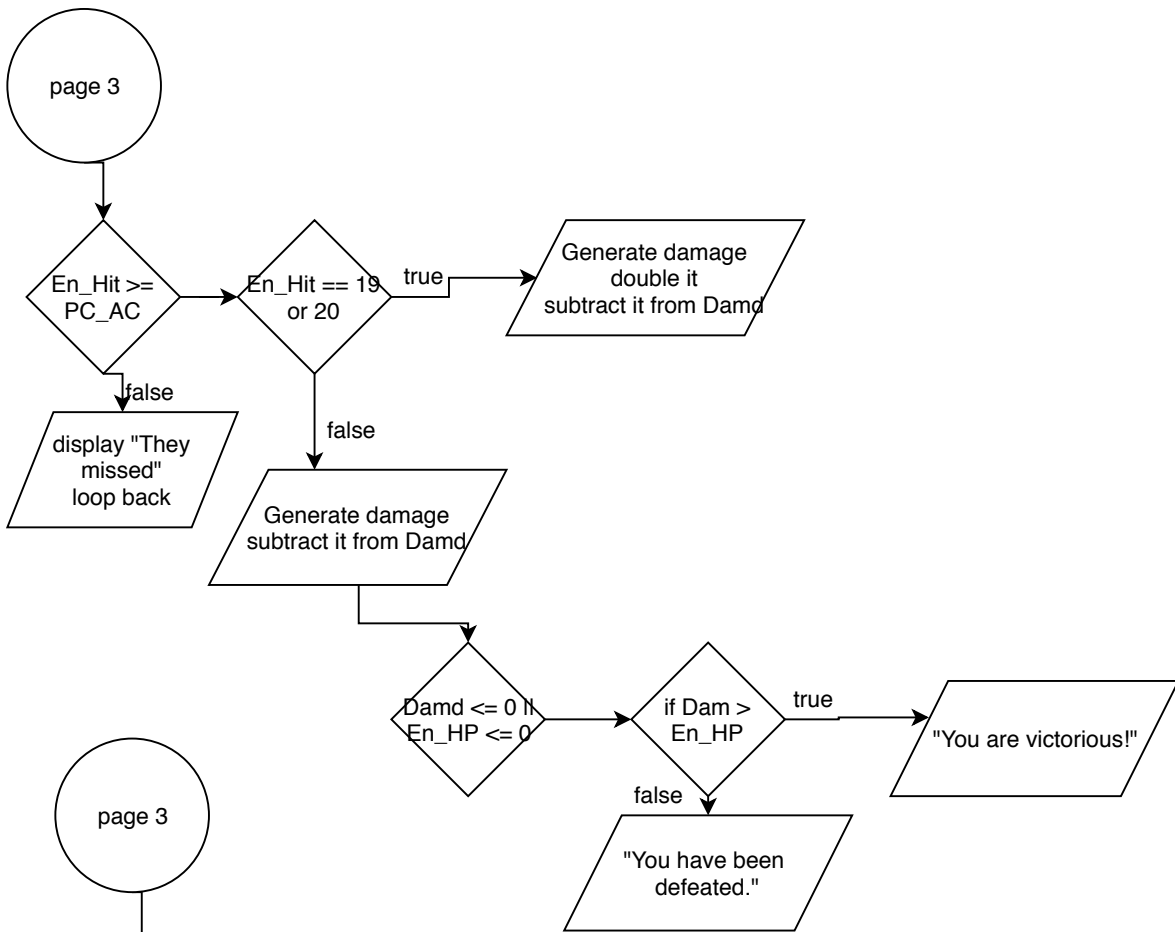 page 3
En_Hit >=
PC_AC
En_Hit == 19
or 20
true
Generate damage
double it
subtract it from Damd
false
display "They
missed"
loop back
false
Generate damage
subtract it from Damd
Damd <= 0 ||
En_HP <= 0
if Dam >
En_HP
true
"You are victorious!"
false
"You have been
defeated."
page 3